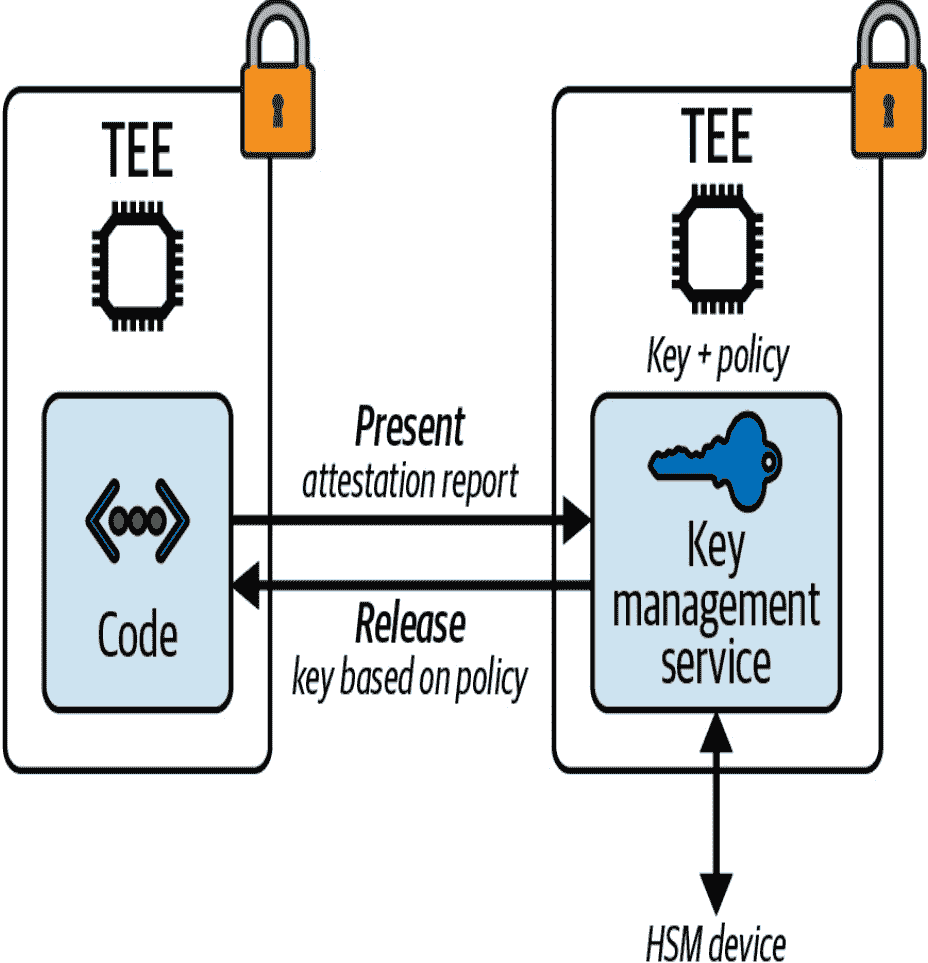 TEE
Code
Present
attestation report
Release
key based on policy
TEE
Key + policy
Key
management
service
HSM device